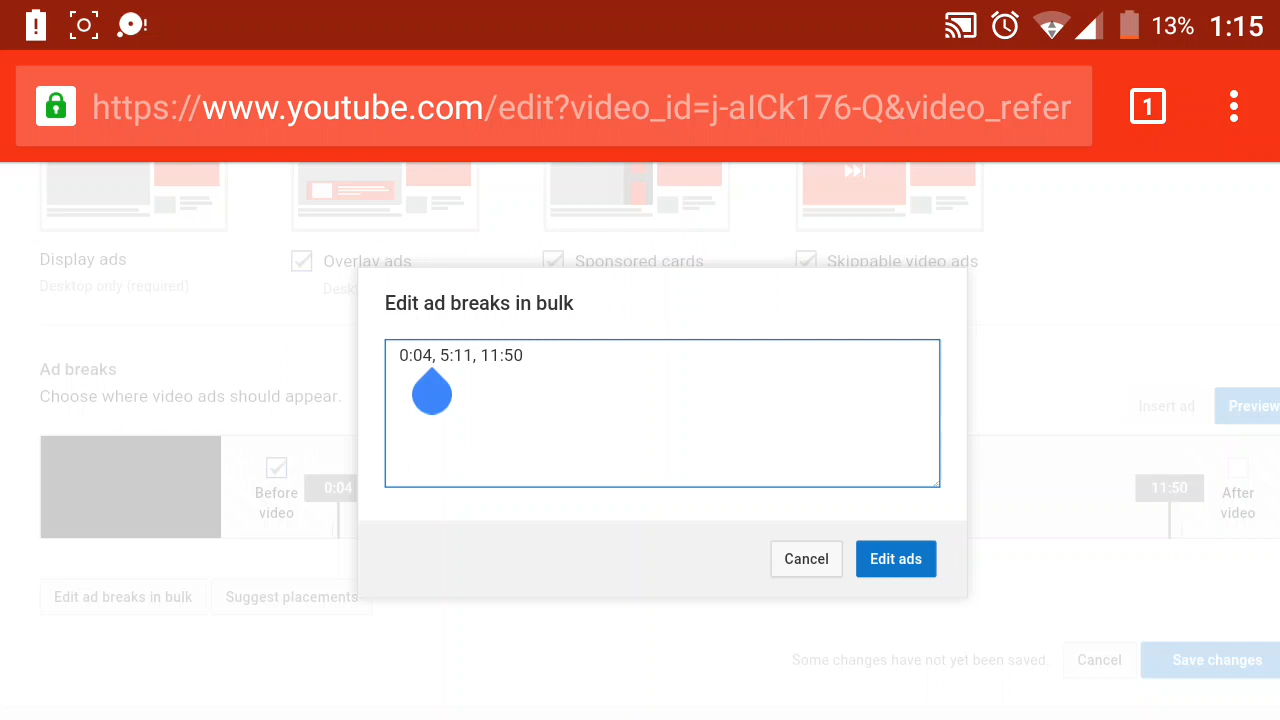 13% 1:15
https://www.youtube.com/edit?video_id=j-aICk176-Q&video_refer
1
Display ads
Desktop only (required)
Overlay ads
Desk
Sponsored cards
Skippable video ads
Edit ad breaks in bulk
0:04, 5:11, 11:50
Cancel
Edit ads
Ad breaks
Choose where video ads should appear.
Insert ad
Preview
Before
video
0:04
11:50
After
video
Edit ad breaks in bulk
Suggest placements
Some changes have not yet been saved.
Cancel
Save changes